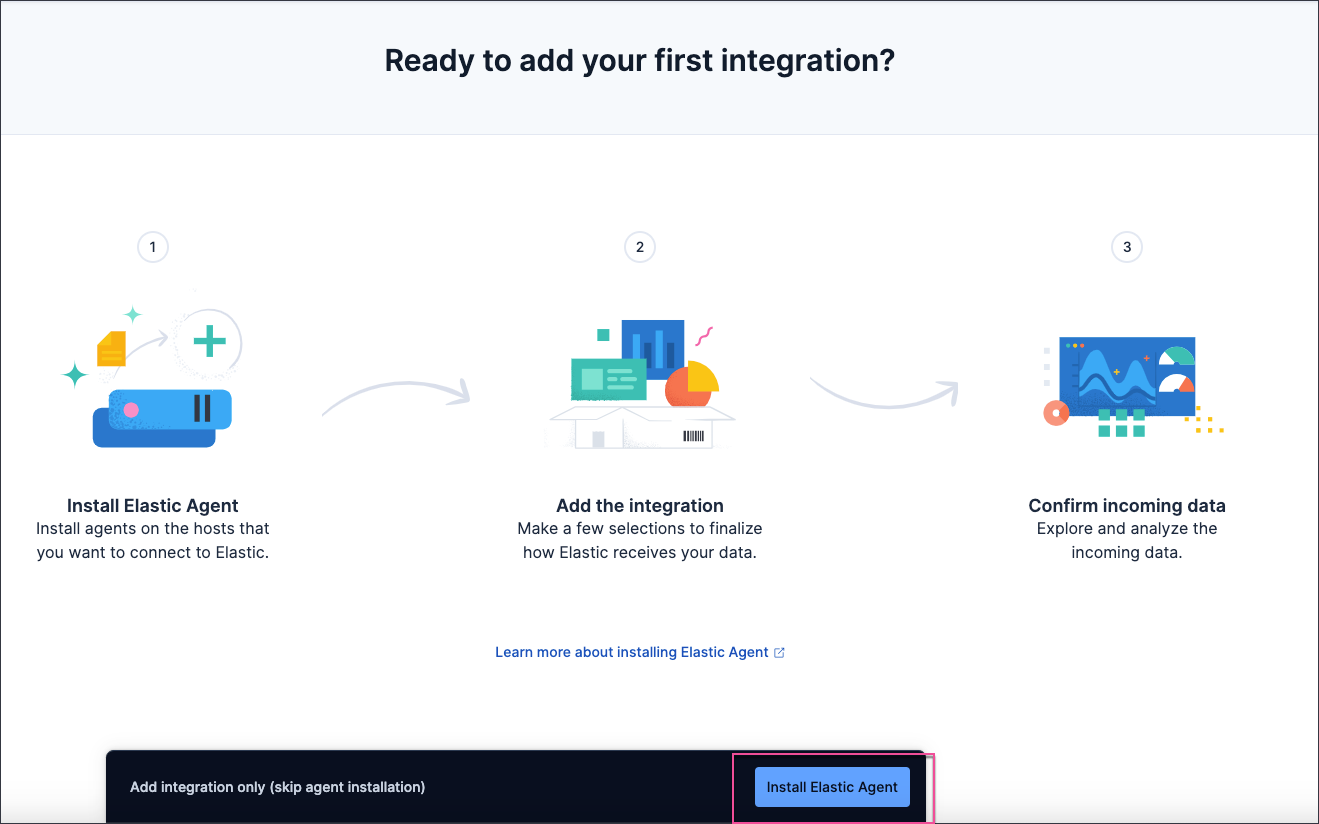 Ready to add your first integration?
1
2
3
Install Elastic Agent
Install agents on the hosts that
you want to connect to Elastic.
Add the integration
Make a few selections to finalize
how Elastic receives your data.
Confirm incoming data
Explore and analyze the
incoming data.
Learn more about installing Elastic Agent
Add integration only (skip agent installation)
Install Elastic Agent